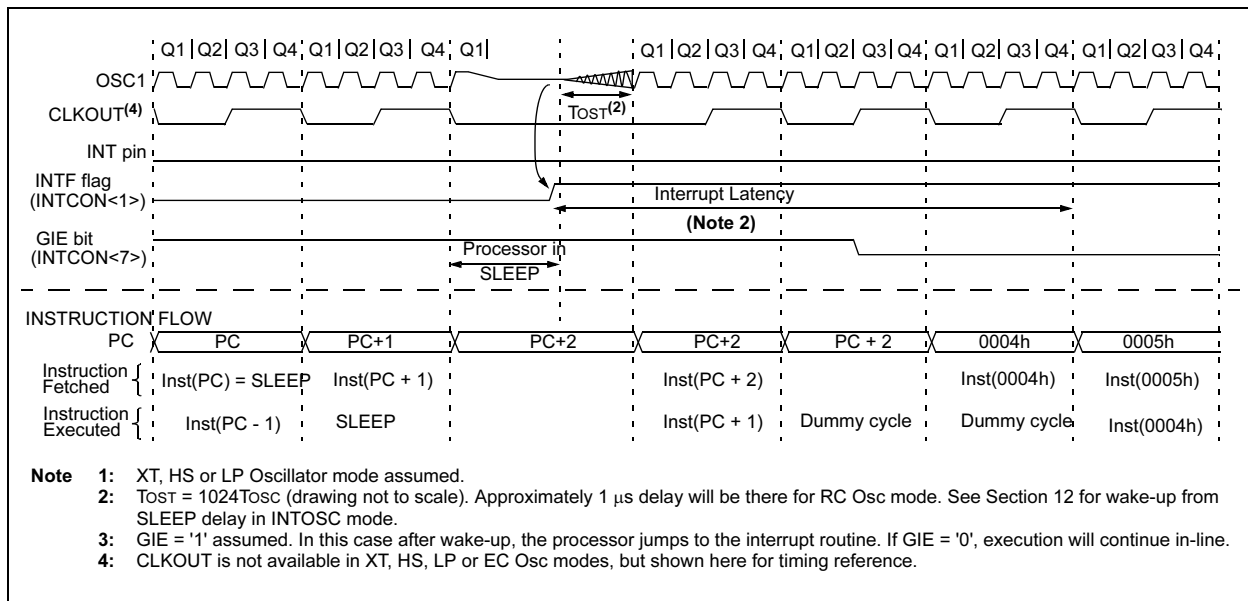 Q1 | Q2 | Q3 | Q4 | Q1 | Q2 | Q3 | Q4 | Q1 | Q1 | Q2 | Q3 | Q4 | Q1 | Q2 | Q3 | Q4 | Q1 | Q2 | Q3 | Q4 | Q1 | Q2 | Q3 | Q4
OSC1
CLKOUT(4)
TOST(2)
INT pin
INTF flag
(INTCON<1>)
Interrupt Latency
(Note 2)
GIE bit
(INTCON<7>)
Processor in
SLEEP
INSTRUCTION FLOW
PC PC PC+1 PC+2 PC+2 PC + 2 0004h 0005h
Instruction
Fetched
Inst(PC) = SLEEP Inst(PC + 1) Inst(PC + 2) Inst(0004h) Inst(0005h)
Instruction
Executed
Inst(PC - 1) SLEEP Inst(PC + 1) Dummy cycle Dummy cycle Inst(0004h)
Note 1: XT, HS or LP Oscillator mode assumed.
2: TOST = 1024TOSC (drawing not to scale). Approximately 1 µs delay will be there for RC Osc mode. See Section 12 for wake-up from
SLEEP delay in INTOSC mode.
3: GIE = '1' assumed. In this case after wake-up, the processor jumps to the interrupt routine. If GIE = '0', execution will continue in-line.
4: CLKOUT is not available in XT, HS, LP or EC Osc modes, but shown here for timing reference.